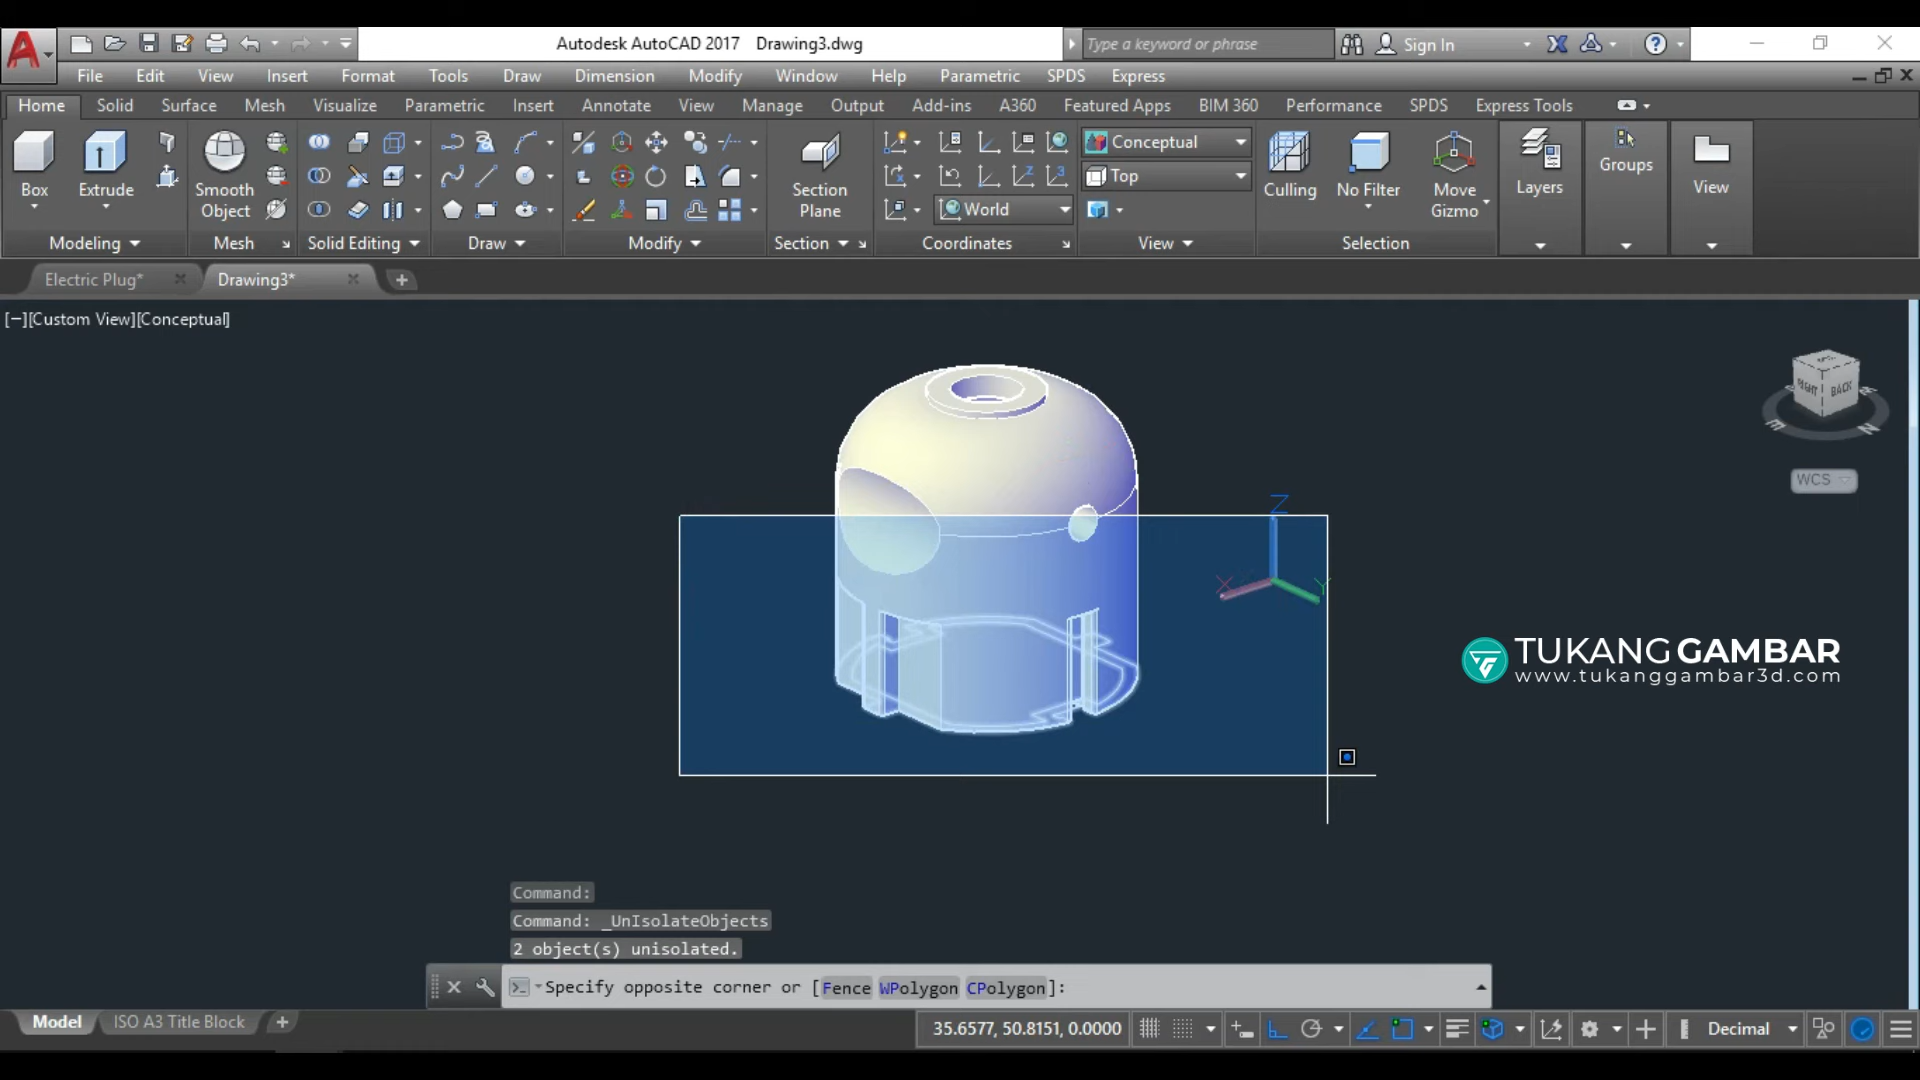 Autodesk AutoCAD 2017 Drawing3.dwg
Type a keyword or phrase
Sign In
File Edit View Insert Format Tools Draw Dimension Modify Window Help Parametric SPDS Express
Home Solid Surface Mesh Visualize Parametric Insert Annotate View Manage Output Add-ins A360 Featured Apps BIM 360 Performance SPDS Express Tools
Box
Extrude
Smooth Object
Section Plane
World
Conceptual
Top
Culling
No Filter
Move Gizmo
Layers
Groups
View
Modeling
Mesh
Solid Editing
Draw
Modify
Section
Coordinates
View
Selection
Electric Plug*
Drawing3*
[−][Custom View][Conceptual]
RIGHT
BACK
E
N
WCS
Z
X
Y
TUKANG GAMBAR
www.tukanggambar3d.com
Command:
Command: _UnIsolateObjects
2 object(s) unisolated.
Specify opposite corner or [Fence WPolygon CPolygon]:
Model
ISO A3 Title Block
35.6577, 50.8151, 0.0000
Decimal